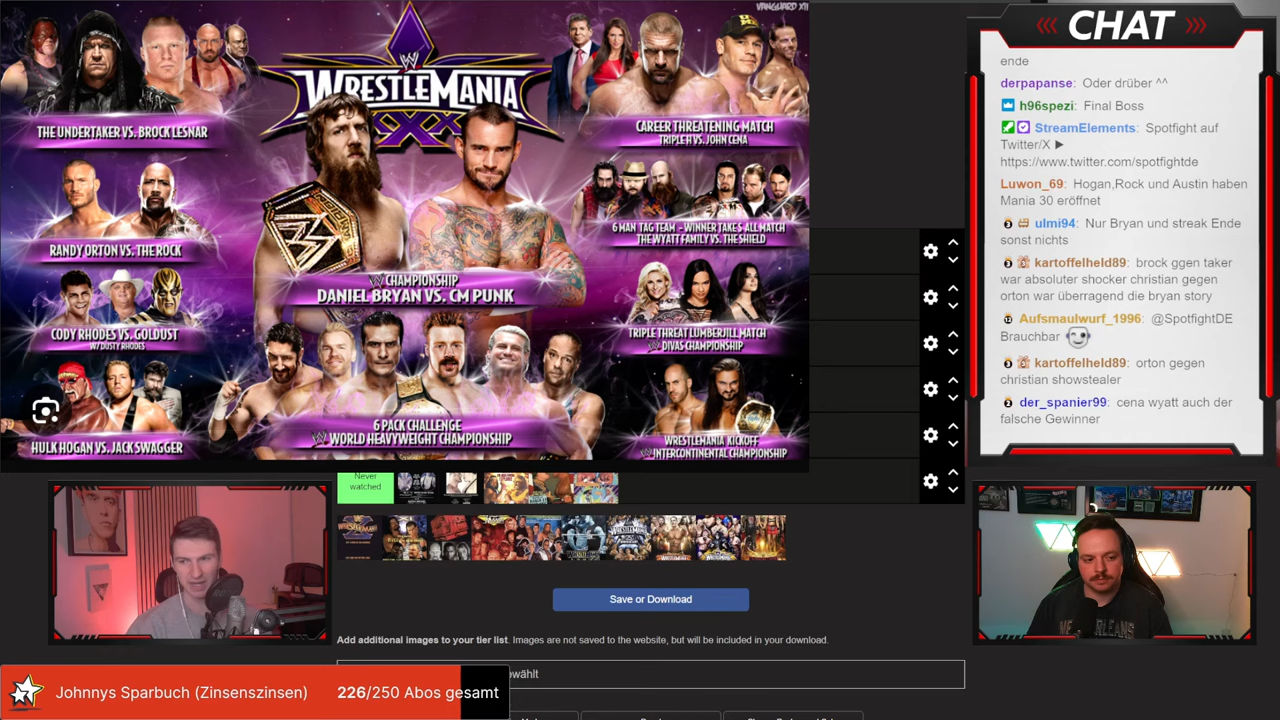 VANGUARD XII
W
WRESTLEMANIA
XXX
THE UNDERTAKER VS. BROCK LESNAR
CAREER THREATENING MATCH
TRIPLE H VS. JOHN CENA
RANDY ORTON VS. THE ROCK
6 MAN TAG TEAM - WINNER TAKES ALL MATCH
THE WYATT FAMILY VS. THE SHIELD
W CHAMPIONSHIP
DANIEL BRYAN VS. CM PUNK
CODY RHODES VS. GOLDUST
W/ DUSTY RHODES
TRIPLE THREAT LUMBERJILL MATCH
W DIVAS CHAMPIONSHIP
HULK HOGAN VS. JACK SWAGGER
6 PACK CHALLENGE
W WORLD HEAVYWEIGHT CHAMPIONSHIP
WRESTLEMANIA KICKOFF
W INTERCONTINENTAL CHAMPIONSHIP
CHAT
ende
derpapanse: Oder drüber ^^
h96spezi: Final Boss
StreamElements: Spotfight auf
Twitter/X ▶
https://www.twitter.com/spotfightde
Luwon_69: Hogan,Rock und Austin haben
Mania 30 eröffnet
ulmi94: Nur Bryan und streak Ende
sonst nichts
kartoffelheld89: brock ggen taker
war absoluter shocker christian gegen
orton war überragend die bryan story
Aufsmaulwurf_1996: @SpotfightDE
Brauchbar
kartoffelheld89: orton gegen
christian showstealer
der_spanier99: cena wyatt auch der
falsche Gewinner
Never
watched
Save or Download
Add additional images to your tier list. Images are not saved to the website, but will be included in your download.
wählt
Johnnys Sparbuch (Zinsenszinsen) 226/250 Abos gesamt